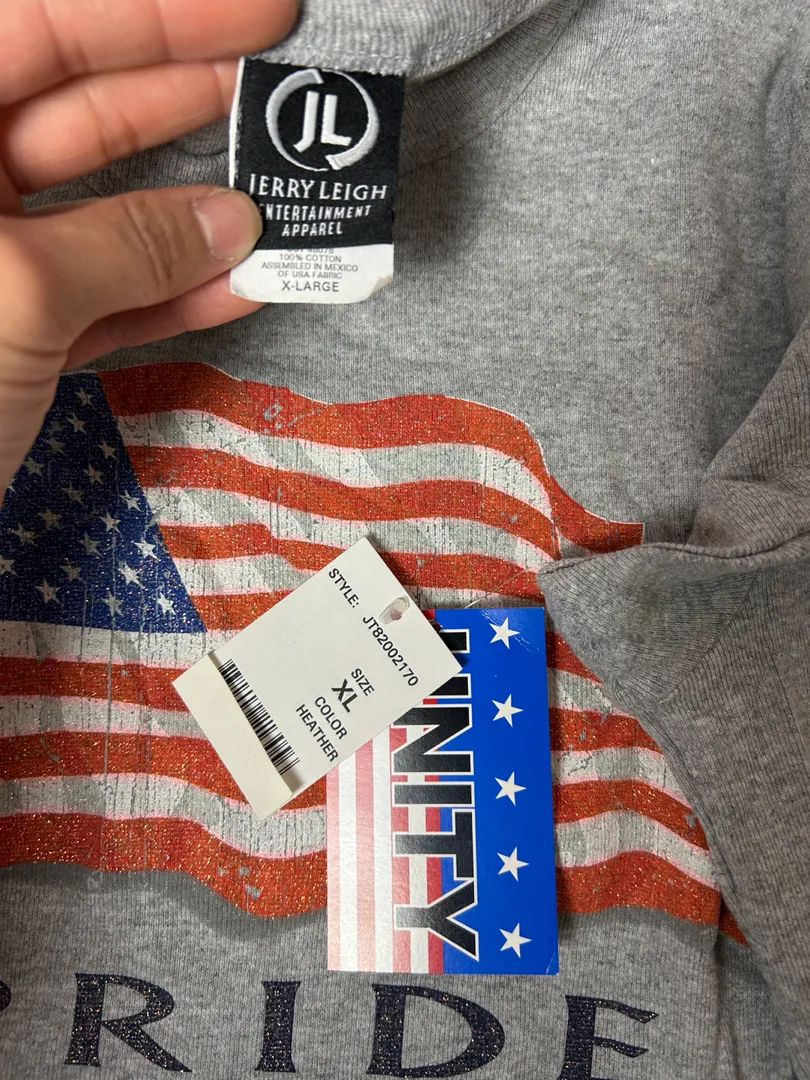 JL
JERRY LEIGH
ENTERTAINMENT
APPAREL
100% COTTON
ASSEMBLED IN MEXICO
OF USA FABRIC
X-LARGE
STYLE: JT82002170
SIZE
XL
COLOR
HEATHER
UNITY
RIDE